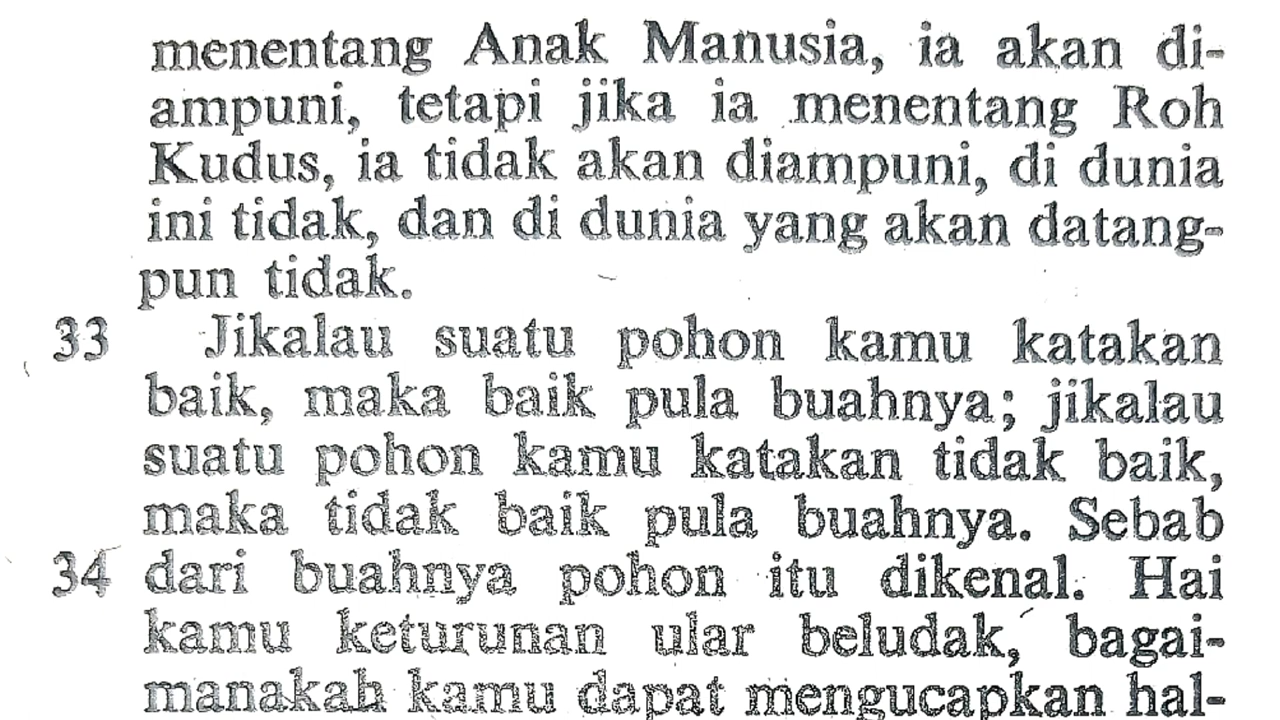 menentang Anak Manusia, ia akan di-
ampuni, tetapi jika ia menentang Roh
Kudus, ia tidak akan diampuni, di dunia
ini tidak, dan di dunia yang akan datang-
pun tidak.
33 Jikalau suatu pohon kamu katakan
baik, maka baik pula buahnya; jikalau
suatu pohon kamu katakan tidak baik,
maka tidak baik pula buahnya. Sebab
34 dari buahnya pohon itu dikenal. Hai
kamu keturunan ular beludak, bagai-
manakah kamu dapat mengucapkan hal-